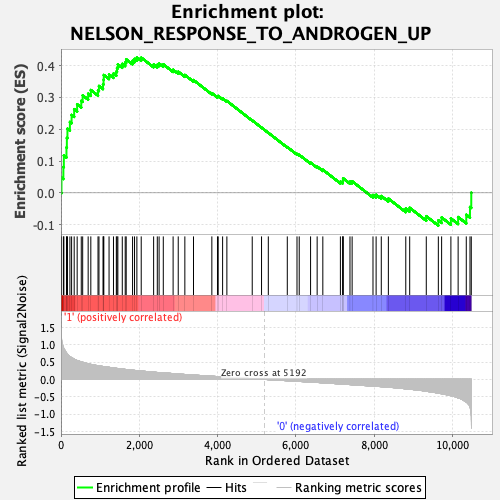 Enrichment plot:
NELSON_RESPONSE_TO_ANDROGEN_UP
Enrichment score (ES)
0.4
0.3
0.2
0.1
0.0
-0.1
'1' (positively correlated)
Ranked list metric (Signal2Noise)
1.5
1.0
0.5
0.0
-0.5
-1.0
-1.5
Zero cross at 5192
'0' (negatively correlated)
0
2,000
4,000
6,000
8,000
10,000
Rank in Ordered Dataset
Enrichment profile
Hits
Ranking metric scores